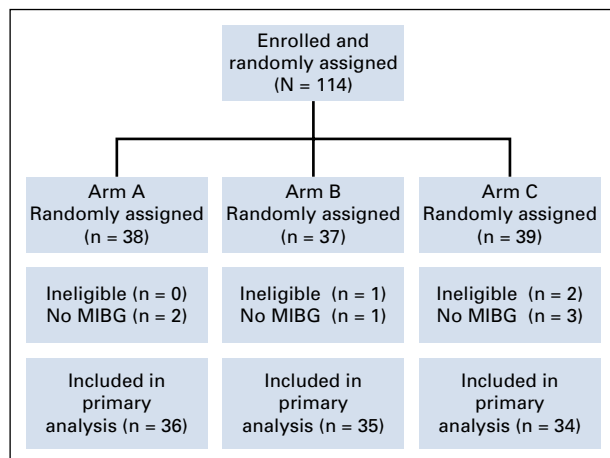 Enrolled and
randomly assigned
(N = 114)
Arm A
Randomly assigned
(n = 38)
Arm B
Randomly assigned
(n = 37)
Arm C
Randomly assigned
(n = 39)
Ineligible (n = 0)
No MIBG (n = 2)
Ineligible (n = 1)
No MIBG (n = 1)
Ineligible (n = 2)
No MIBG (n = 3)
Included in
primary
analysis (n = 36)
Included in
primary
analysis (n = 35)
Included in
primary
analysis (n = 34)